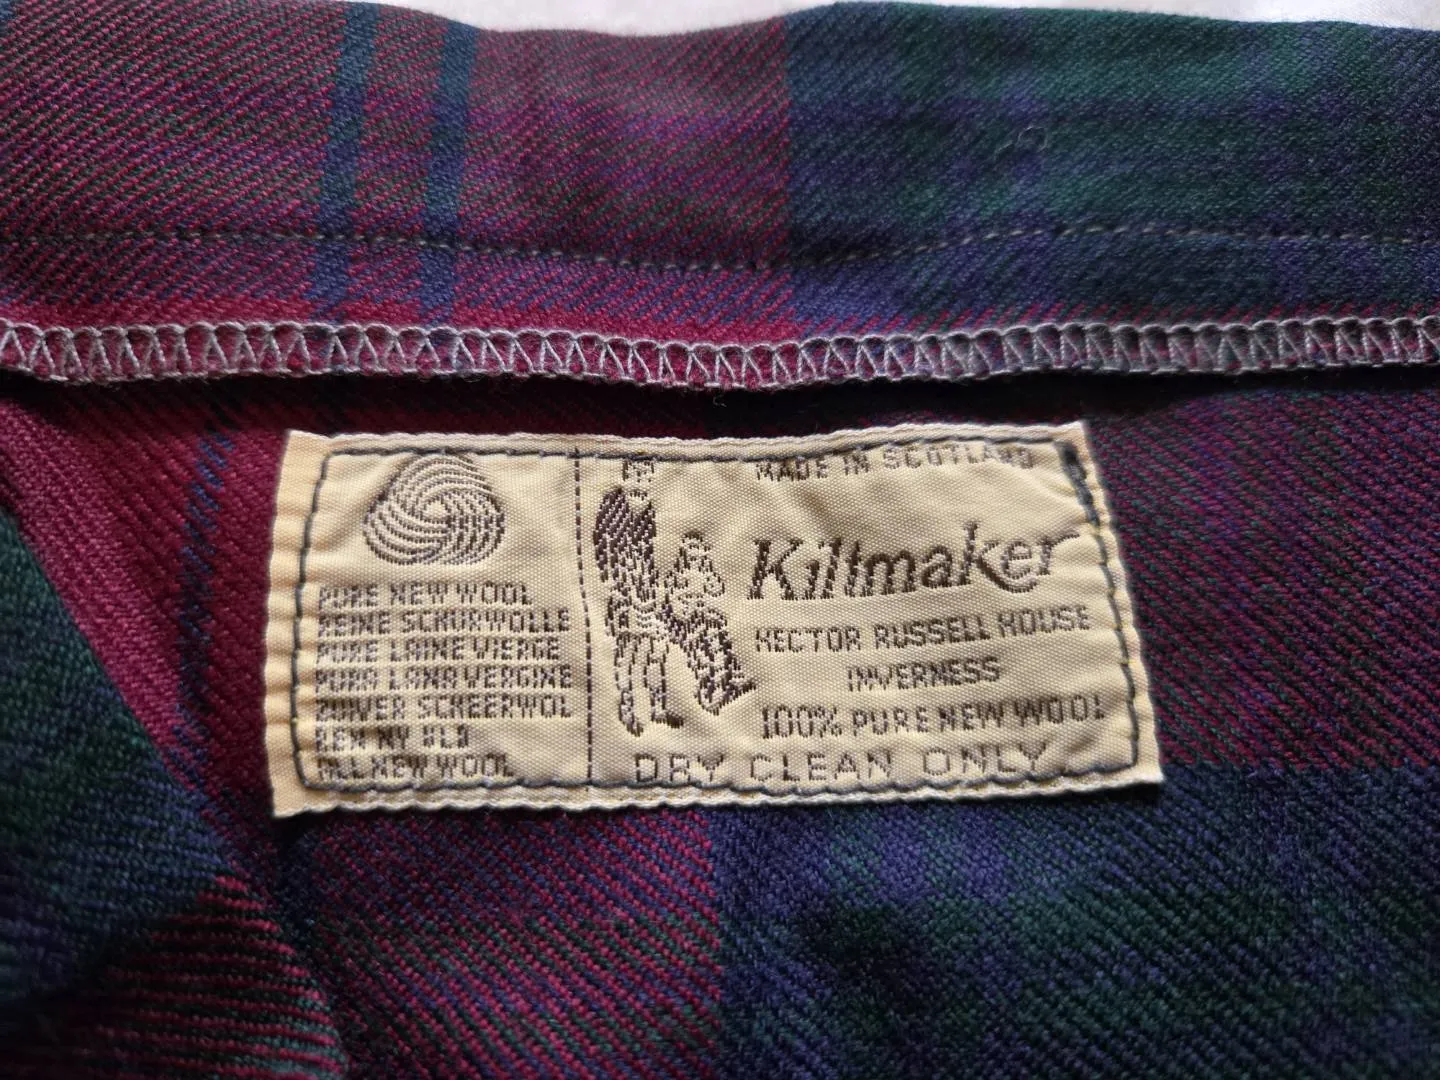 PURE NEW WOOL
REINE SCHURWOLLE
PURE LAINE VIERGE
PURA LANA VERGINE
ZUIVER SCHEERWOL
REN NY ULD
ALL NEW WOOL
MADE IN SCOTLAND
Kiltmaker
HECTOR RUSSELL HOUSE
INVERNESS
100% PURE NEW WOOL
DRY CLEAN ONLY